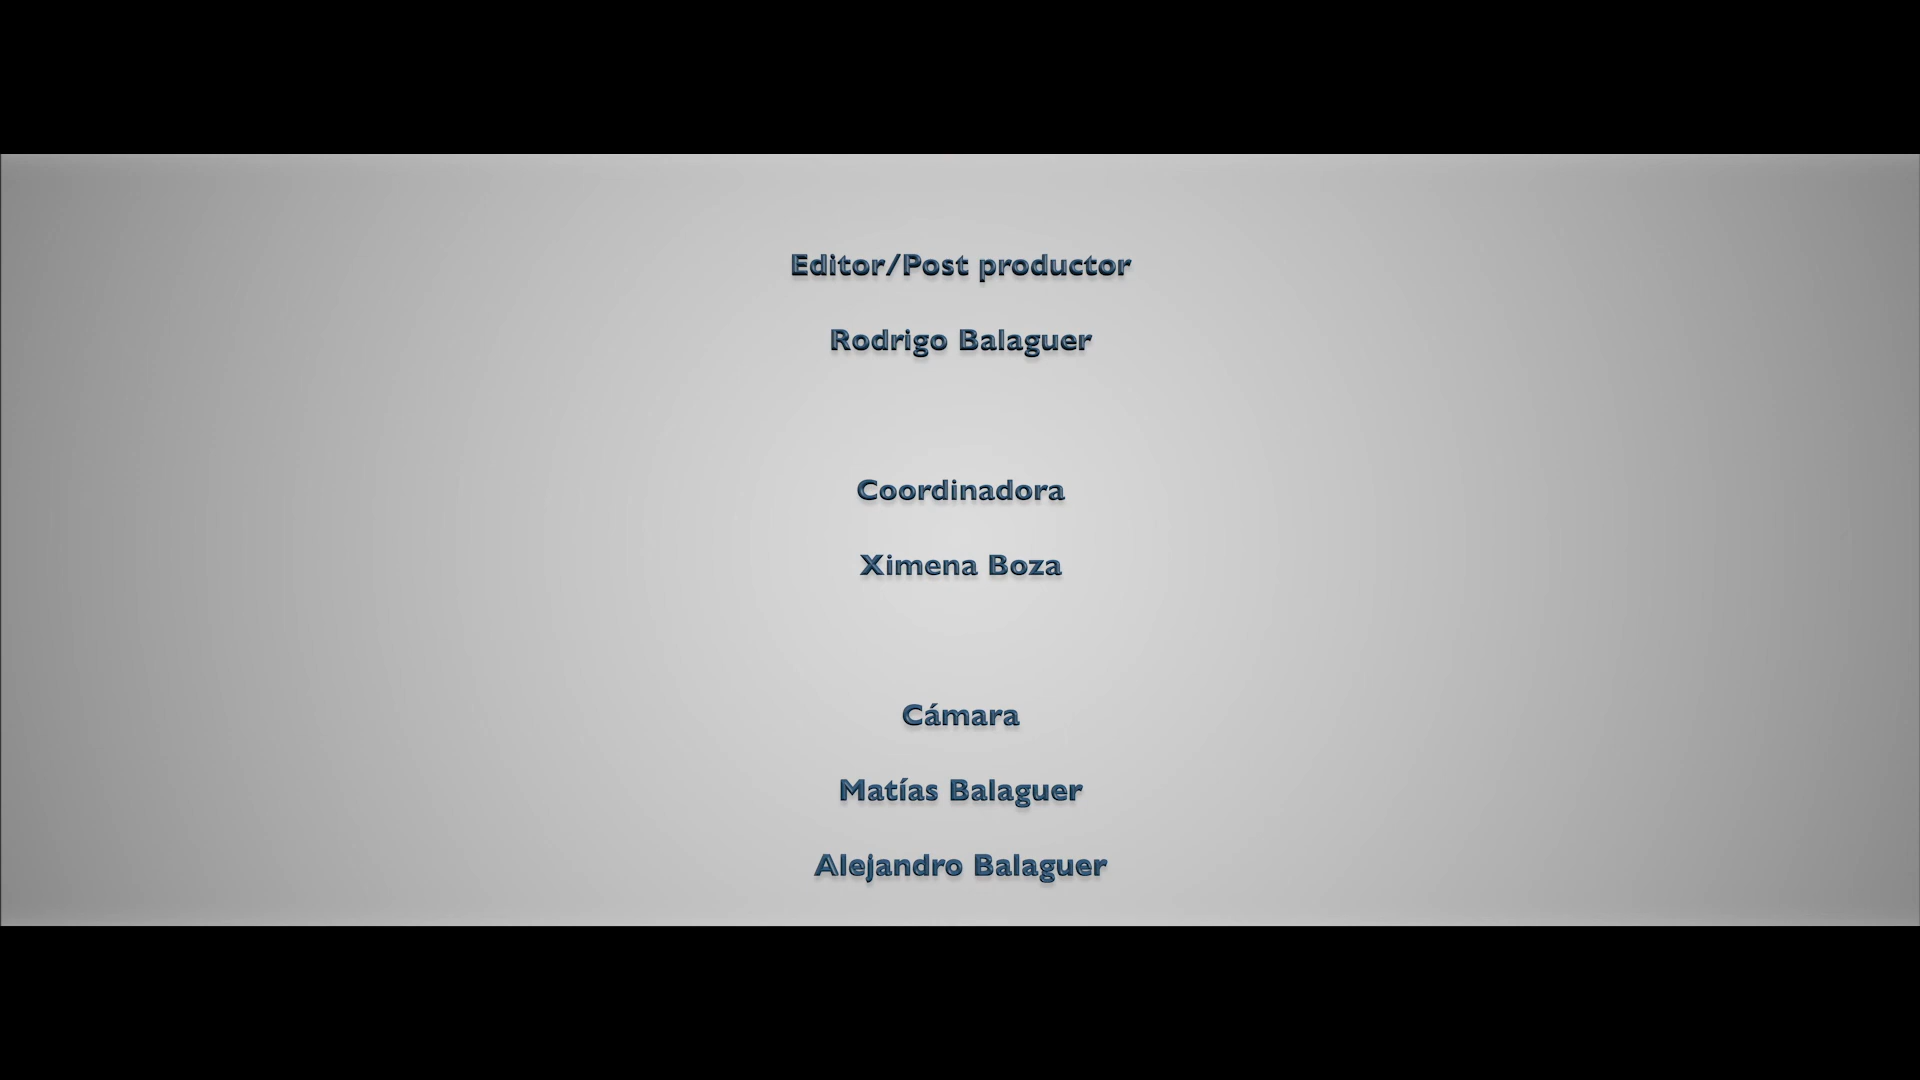 Editor/Post productor
Rodrigo Balaguer
Coordinadora
Ximena Boza
Cámara
Matías Balaguer
Alejandro Balaguer